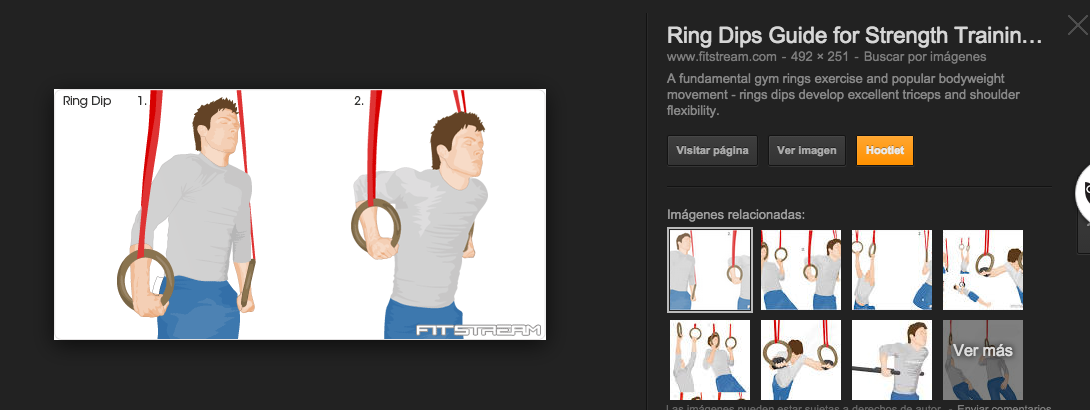 Ring Dip 1. 2.
FITSTREAM
Ring Dips Guide for Strength Trainin...
www.fitstream.com - 492 × 251 - Buscar por imágenes
A fundamental gym rings exercise and popular bodyweight
movement - rings dips develop excellent triceps and shoulder
flexibility.
Visitar página Ver imagen Hootlet
Imágenes relacionadas:
Ver más
Las imágenes pueden estar sujetas a derechos de autor. - Enviar comentarios